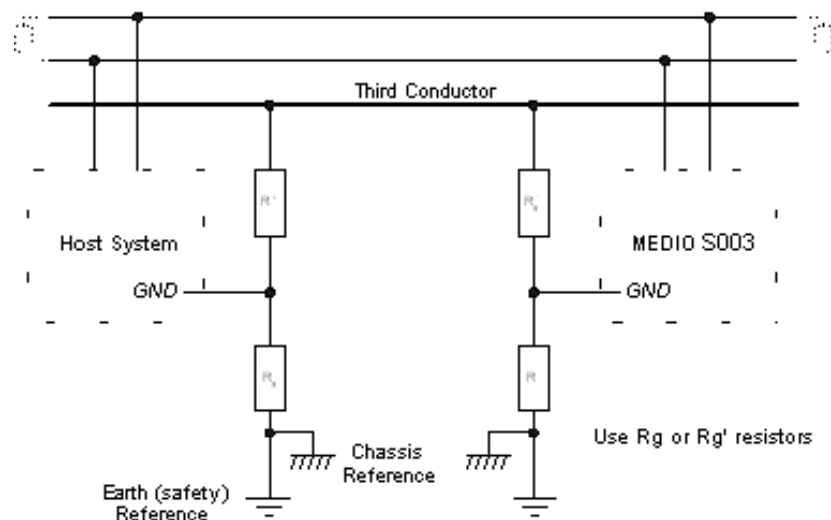 Third Conductor
Host System
MEDIO S003
GND
GND
Chassis
Reference
Use Rg or Rg' resistors
Earth (safety)
Reference